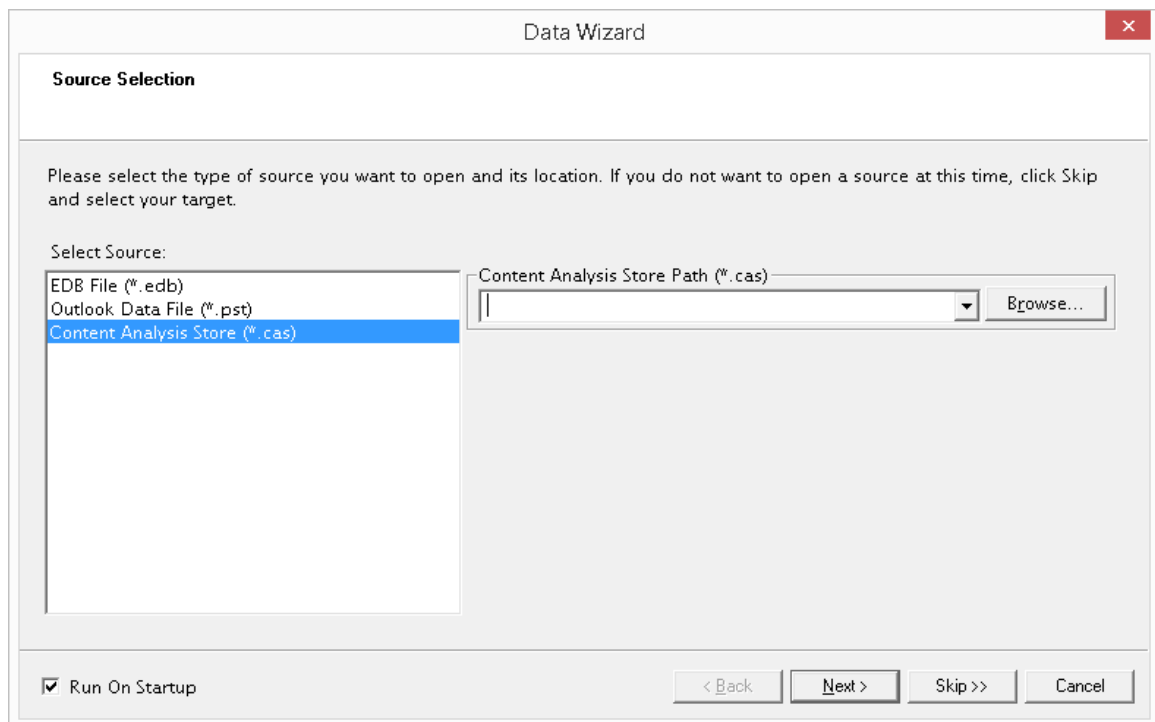 Data Wizard
Source Selection
Please select the type of source you want to open and its location. If you do not want to open a source at this time, click Skip
and select your target.
Select Source:
EDB File (*.edb)
Outlook Data File (*.pst)
Content Analysis Store (*.cas)
Content Analysis Store Path (*.cas)
Browse...
Run On Startup
< Back
Next >
Skip >>
Cancel